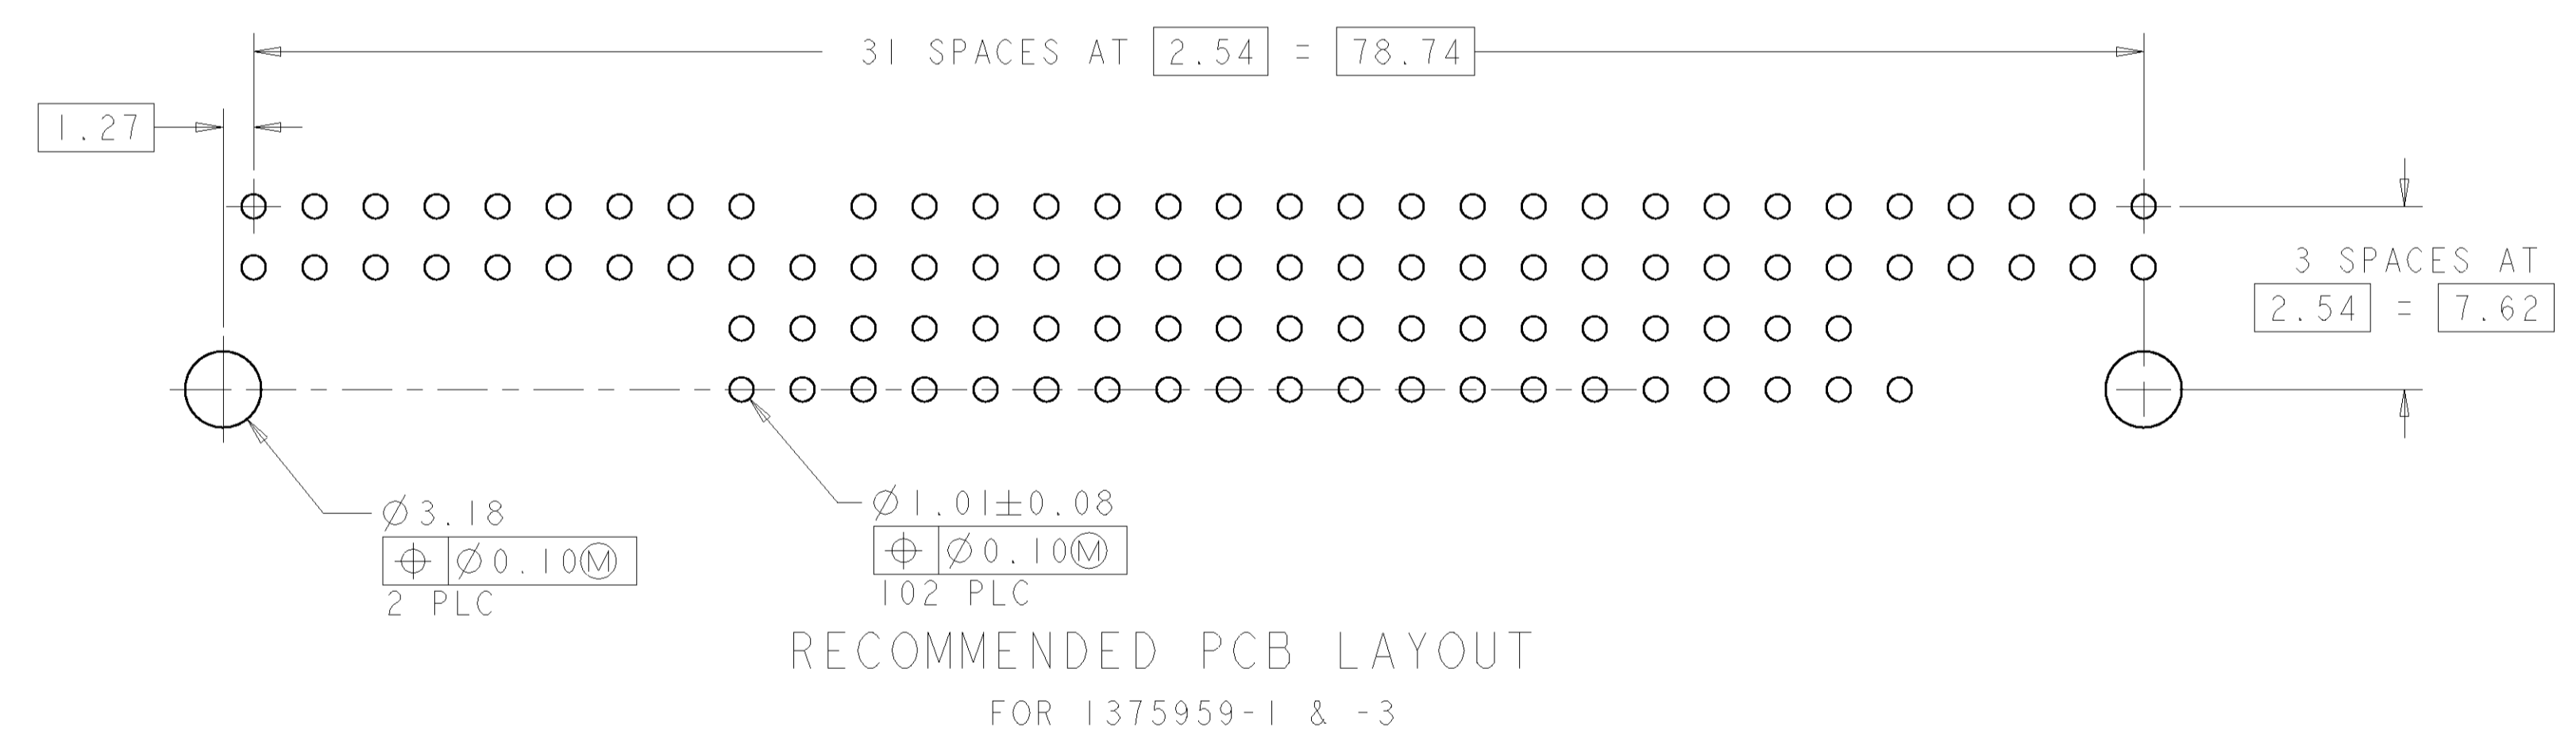 31 SPACES AT 2.54 = 78.74
1.27
3 SPACES AT
2.54 = 7.62
Ø3.18
⌖ Ø0.10Ⓜ
2 PLC
Ø1.01±0.08
⌖ Ø0.10Ⓜ
102 PLC
RECOMMENDED PCB LAYOUT
FOR 1375959-1 & -3